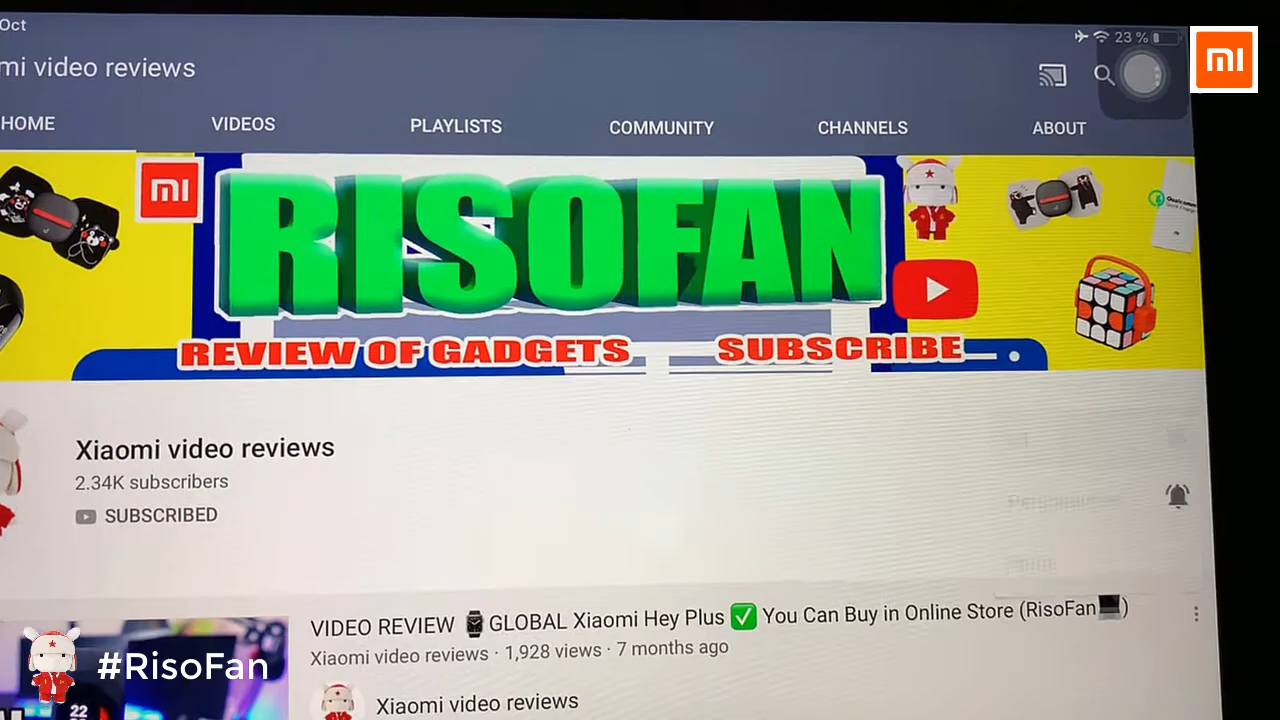 Oct
23 %
mi video reviews
HOME
VIDEOS
PLAYLISTS
COMMUNITY
CHANNELS
ABOUT
RISOFAN
REVIEW OF GADGETS
SUBSCRIBE
Xiaomi video reviews
2.34K subscribers
SUBSCRIBED
VIDEO REVIEW ⌚GLOBAL Xiaomi Hey Plus ✅ You Can Buy in Online Store (RisoFan💻)
Xiaomi video reviews · 1,928 views · 7 months ago
Xiaomi video reviews
#RisoFan
22